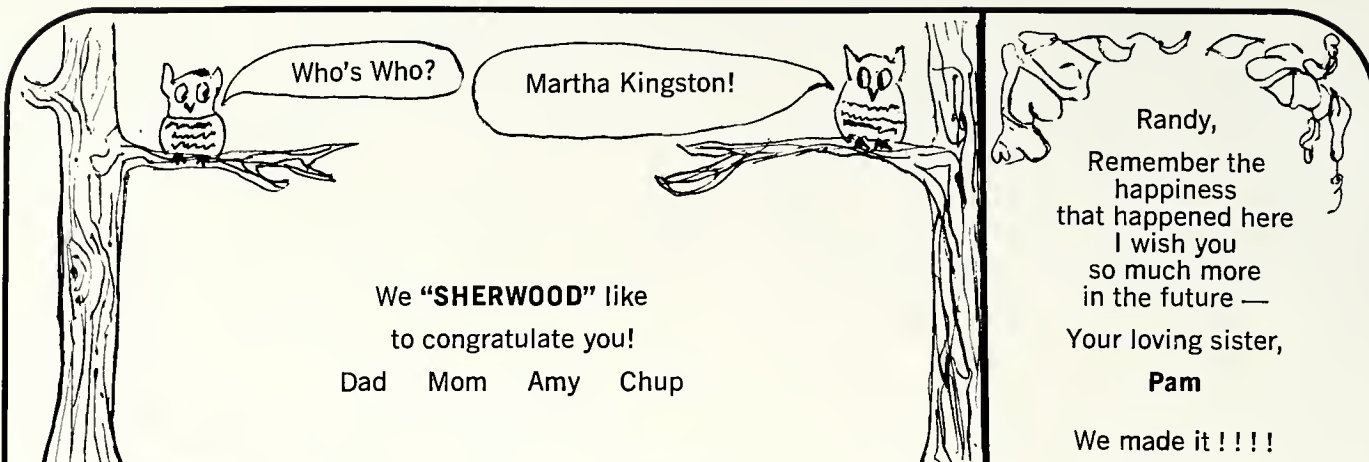 Who's Who?
Martha Kingston!
We "SHERWOOD" like
to congratulate you!
Dad Mom Amy Chup
Randy,
Remember the
happiness
that happened here
I wish you
so much more
in the future —
Your loving sister,
Pam
We made it ! ! ! !